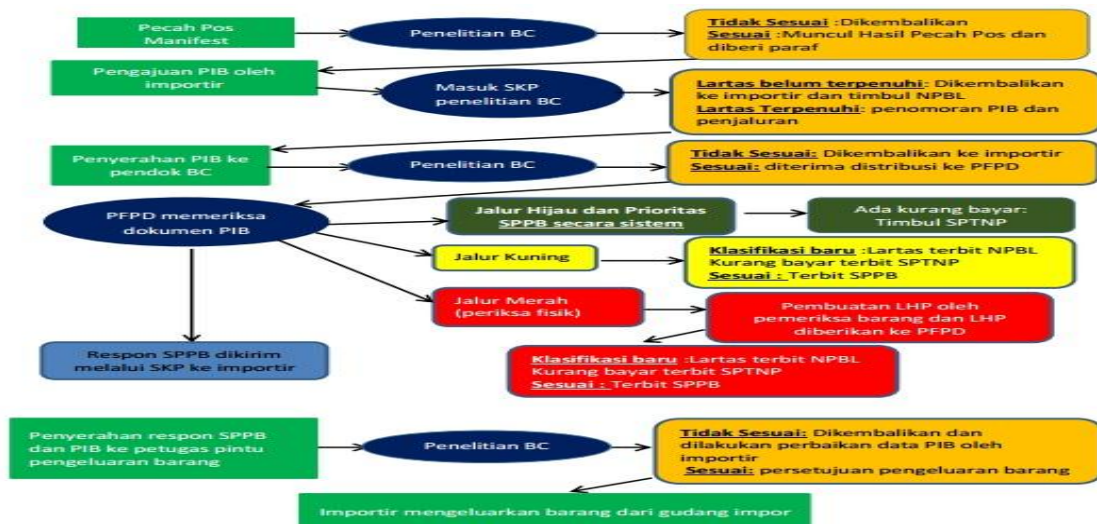 Pecah Pos
Manifest
Penelitian BC
Tidak Sesuai :Dikembalikan
Sesuai :Muncul Hasil Pecah Pos dan
diberi paraf
Pengajuan PIB oleh
importir
Masuk SKP
penelitian BC
Lartas belum terpenuhi: Dikembalikan
ke importir dan timbul NPBL
Lartas Terpenuhi: penomoran PIB dan
penjaluran
Penyerahan PIB ke
pendok BC
Penelitian BC
Tidak Sesuai: Dikembalikan ke importir
Sesuai: diterima distribusi ke PFPD
PFPD memeriksa
dokumen PIB
Jalur Hijau dan Prioritas
SPPB secara sistem
Ada kurang bayar:
Timbul SPTNP
Jalur Kuning
Klasifikasi baru :Lartas terbit NPBL
Kurang bayar terbit SPTNP
Sesuai : Terbit SPPB
Jalur Merah
(periksa fisik)
Pembuatan LHP oleh
pemeriksa barang dan LHP
diberikan ke PFPD
Respon SPPB dikirim
melalui SKP ke importir
Klasifikasi baru :Lartas terbit NPBL
Kurang bayar terbit SPTNP
Sesuai : Terbit SPPB
Penyerahan respon SPPB
dan PIB ke petugas pintu
pengeluaran barang
Penelitian BC
Tidak Sesuai: Dikembalikan dan
dilakukan perbaikan data PIB oleh
importir
Sesuai: persetujuan pengeluaran barang
Importir mengeluarkan barang dari gudang impor